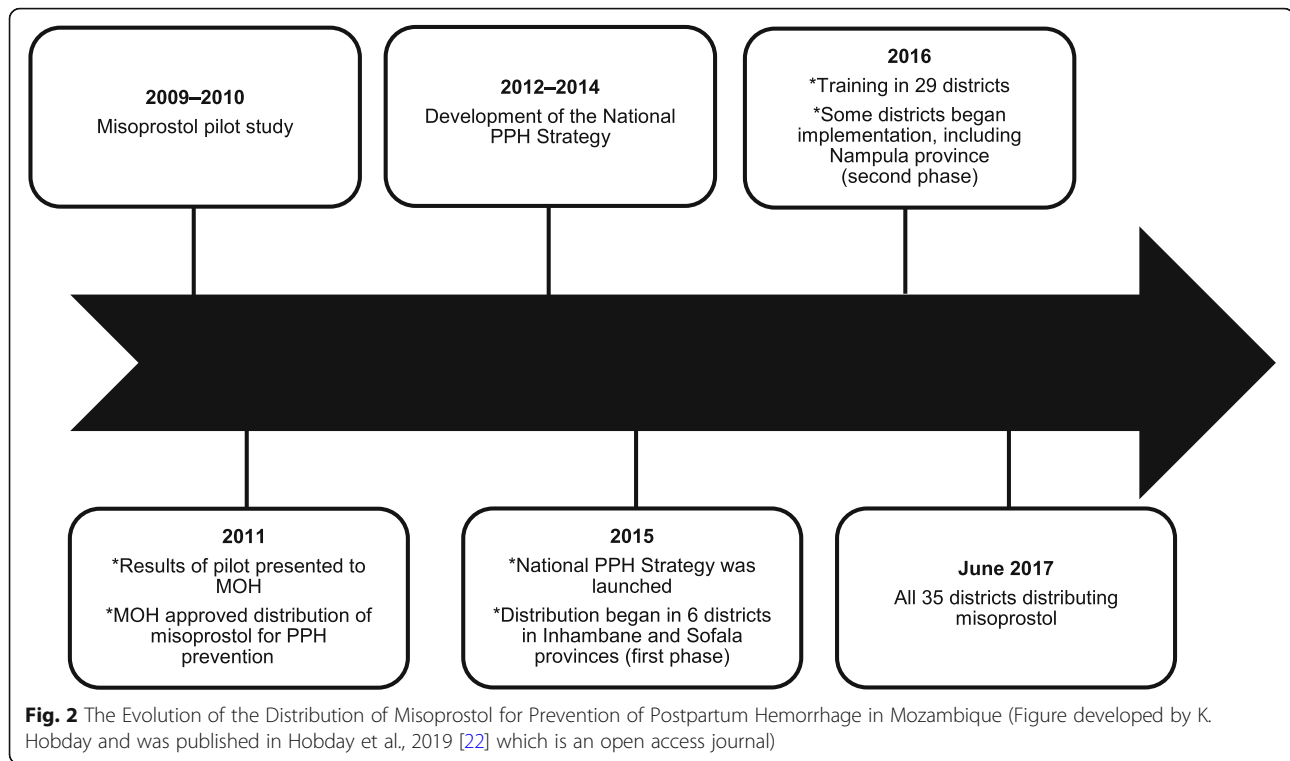 2009–2010
Misoprostol pilot study
2012–2014
Development of the National
PPH Strategy
2016
*Training in 29 districts
*Some districts began
implementation, including
Nampula province
(second phase)
2011
*Results of pilot presented to
MOH
*MOH approved distribution of
misoprostol for PPH
prevention
2015
*National PPH Strategy was
launched
*Distribution began in 6 districts
in Inhambane and Sofala
provinces (first phase)
June 2017
All 35 districts distributing
misoprostol
Fig. 2 The Evolution of the Distribution of Misoprostol for Prevention of Postpartum Hemorrhage in Mozambique (Figure developed by K.
Hobday and was published in Hobday et al., 2019 [22] which is an open access journal)